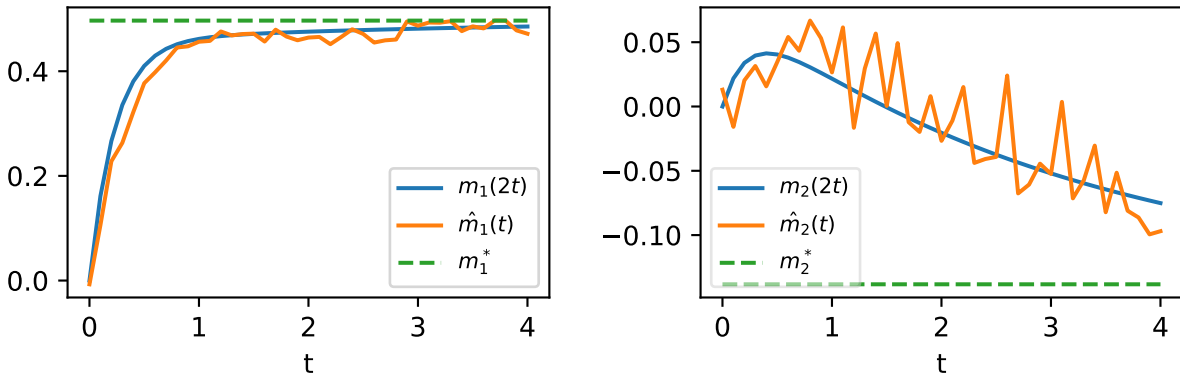 0.4
0.2
0.0
m₁(2t)
m̂₁(t)
m₁*
0 1 2 3 4
t
0.05
0.00
−0.05
−0.10
m₂(2t)
m̂₂(t)
m₂*
0 1 2 3 4
t